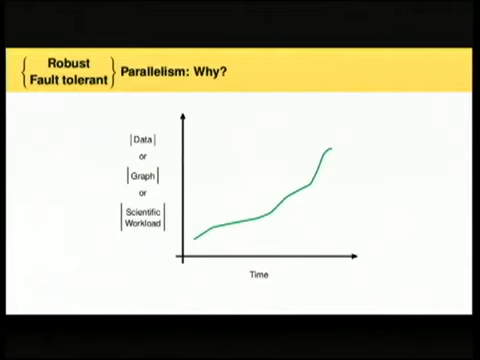 Robust
Fault tolerant
Parallelism: Why?
|Data|
or
|Graph|
or
|Scientific
Workload|
Time